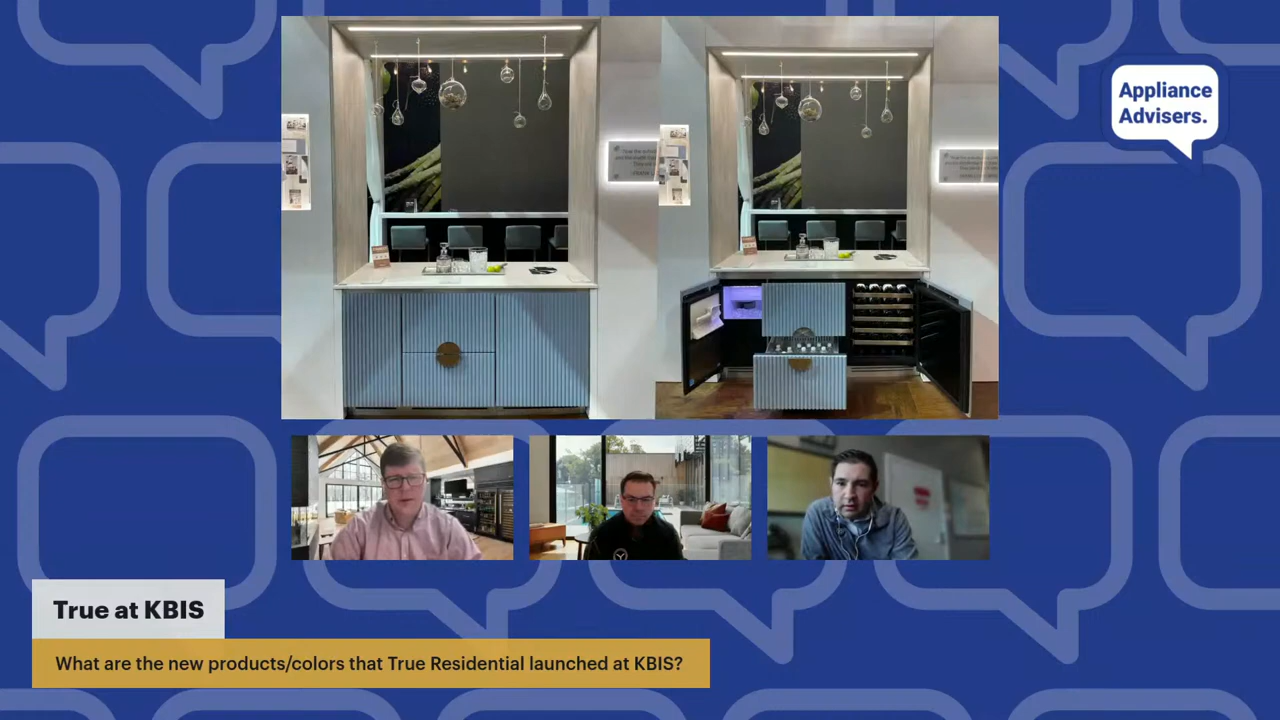 Appliance
Advisers.
True at KBIS
What are the new products/colors that True Residential launched at KBIS?